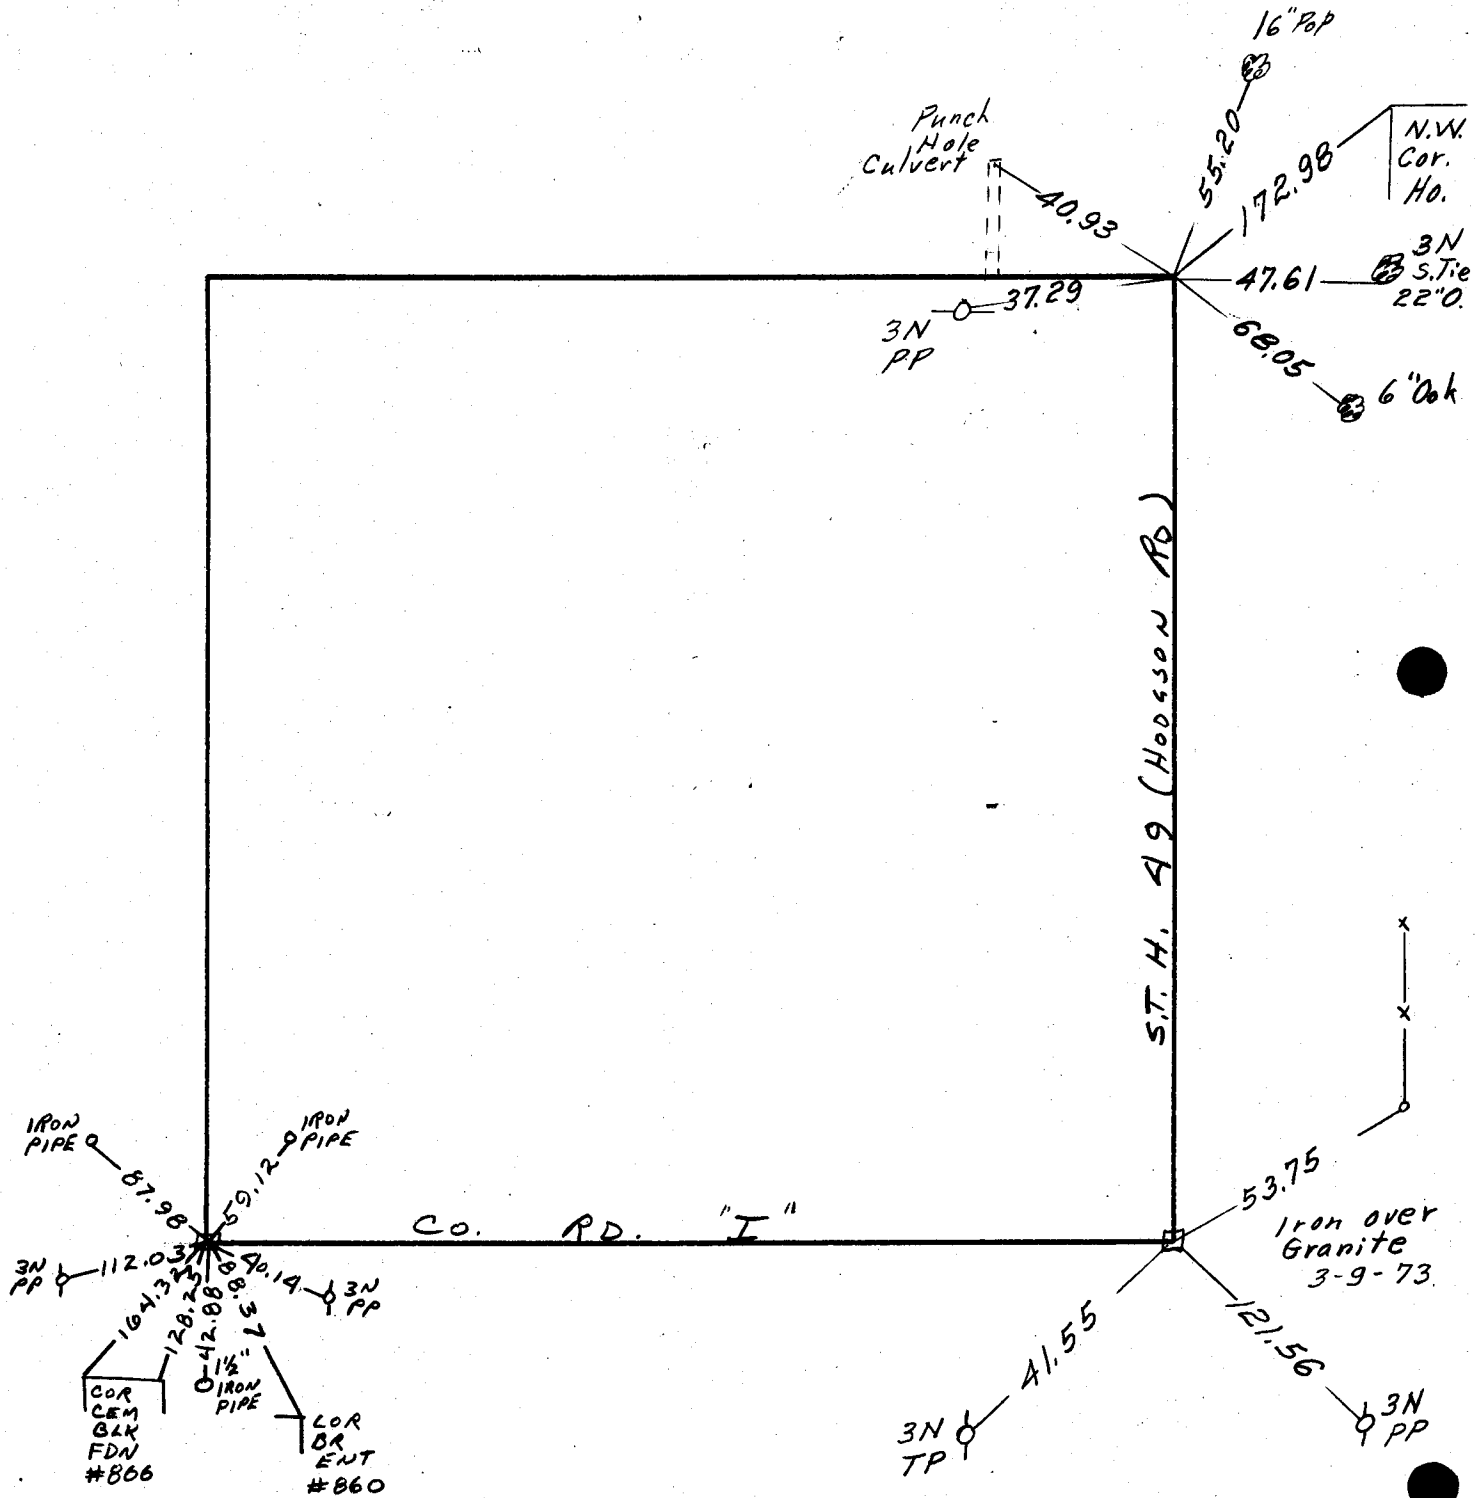 16" Pop
Punch
Hole
Culvert
55.20
172.98
N.W.
Cor.
Ho.
40.93
3N
S.Tie
22"O.
47.61
37.29
3N
PP
68.05
6" Oak
S.T. H. 49 (HODGSON RD)
IRON
PIPE
IRON
PIPE
87.98
59.12
CO. RD. "I"
53.75
Iron over
Granite
3-9-73
3N
PP
112.03
40.14
3N
PP
128.25
42.88
88.37
1½"
IRON
PIPE
COR
CEM
BLK
FDN
#866
COR
BR
ENT
#860
41.55
121.56
3N
TP
3N
PP